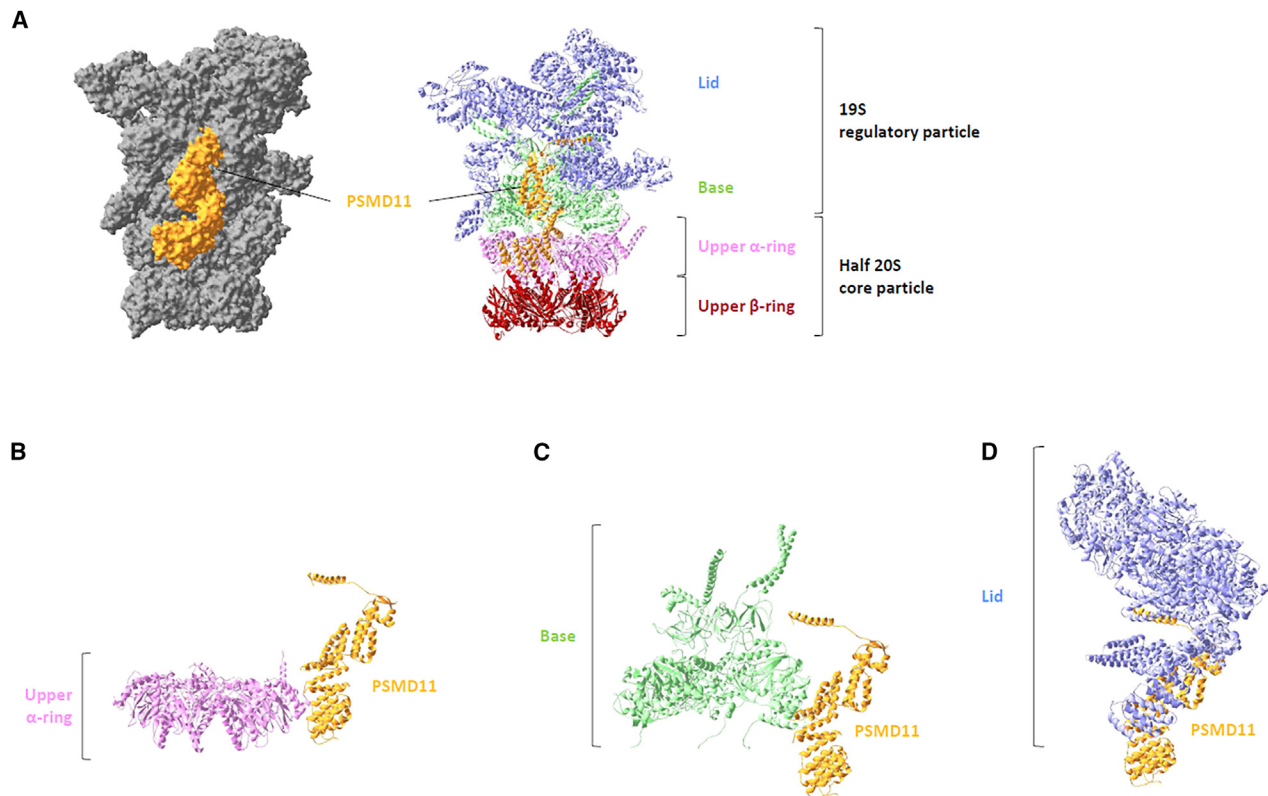 A
PSMD11
Lid
Base
Upper α-ring
Upper β-ring
19S
regulatory particle
Half 20S
core particle
B
Upper
α-ring
PSMD11
C
Base
PSMD11
D
Lid
PSMD11